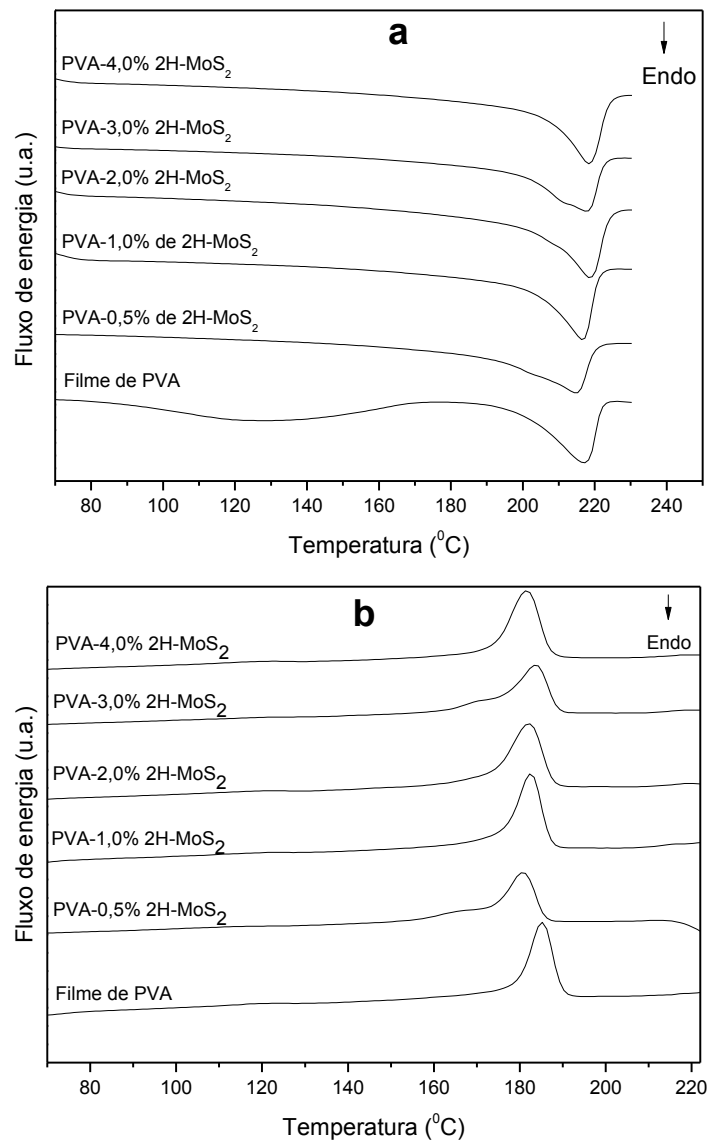 a
Endo
PVA-4,0% 2H-MoS₂
PVA-3,0% 2H-MoS₂
PVA-2,0% 2H-MoS₂
PVA-1,0% de 2H-MoS₂
PVA-0,5% de 2H-MoS₂
Filme de PVA
Fluxo de energia (u.a.)
80 100 120 140 160 180 200 220 240
Temperatura (⁰C)
b
Endo
PVA-4,0% 2H-MoS₂
PVA-3,0% 2H-MoS₂
PVA-2,0% 2H-MoS₂
PVA-1,0% 2H-MoS₂
PVA-0,5% 2H-MoS₂
Filme de PVA
Fluxo de energia (u.a.)
80 100 120 140 160 180 200 220
Temperatura (⁰C)